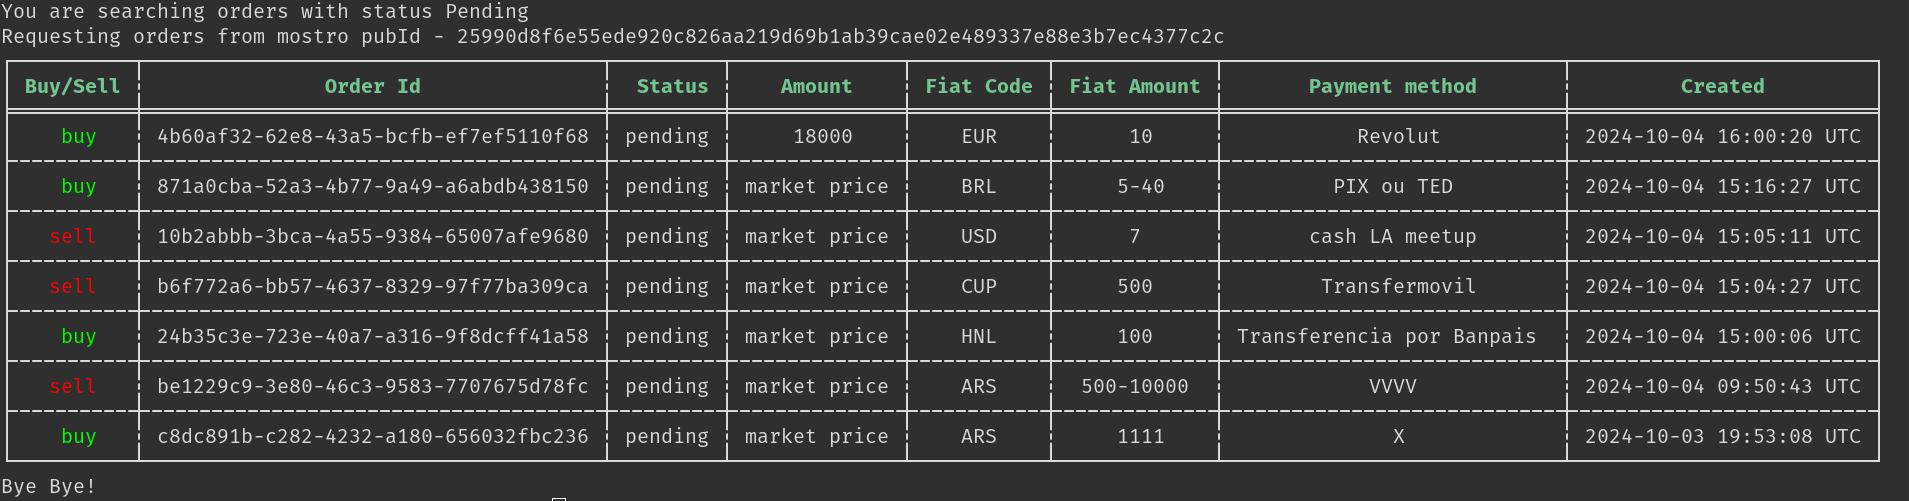 You are searching orders with status Pending
Requesting orders from mostro pubId - 25990d8f6e55ede920c826aa219d69b1ab39cae02e489337e88e3b7ec4377c2c
Buy/Sell Order Id Status Amount Fiat Code Fiat Amount Payment method Created
buy 4b60af32-62e8-43a5-bcfb-ef7ef5110f68 pending 18000 EUR 10 Revolut 2024-10-04 16:00:20 UTC
buy 871a0cba-52a3-4b77-9a49-a6abdb438150 pending market price BRL 5-40 PIX ou TED 2024-10-04 15:16:27 UTC
sell 10b2abbb-3bca-4a55-9384-65007afe9680 pending market price USD 7 cash LA meetup 2024-10-04 15:05:11 UTC
sell b6f772a6-bb57-4637-8329-97f77ba309ca pending market price CUP 500 Transfermovil 2024-10-04 15:04:27 UTC
buy 24b35c3e-723e-40a7-a316-9f8dcff41a58 pending market price HNL 100 Transferencia por Banpais 2024-10-04 15:00:06 UTC
sell be1229c9-3e80-46c3-9583-7707675d78fc pending market price ARS 500-10000 VVVV 2024-10-04 09:50:43 UTC
buy c8dc891b-c282-4232-a180-656032fbc236 pending market price ARS 1111 X 2024-10-03 19:53:08 UTC
Bye Bye!